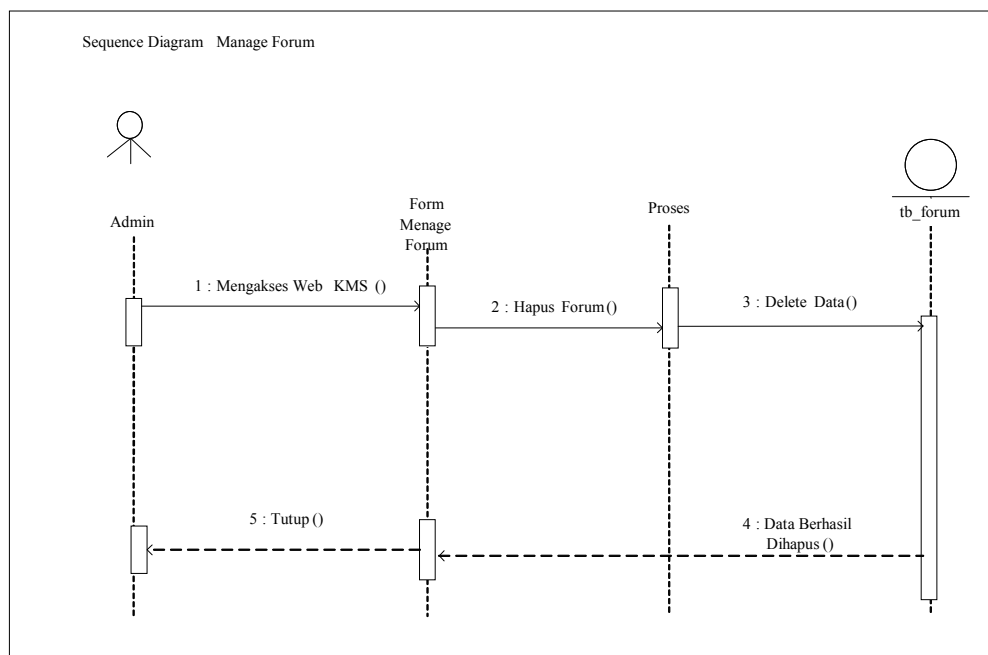 Sequence Diagram Manage Forum
Admin
Form
Menage
Forum
Proses
tb_forum
1 : Mengakses Web KMS ()
2 : Hapus Forum()
3 : Delete Data()
5 : Tutup()
4 : Data Berhasil
Dihapus()